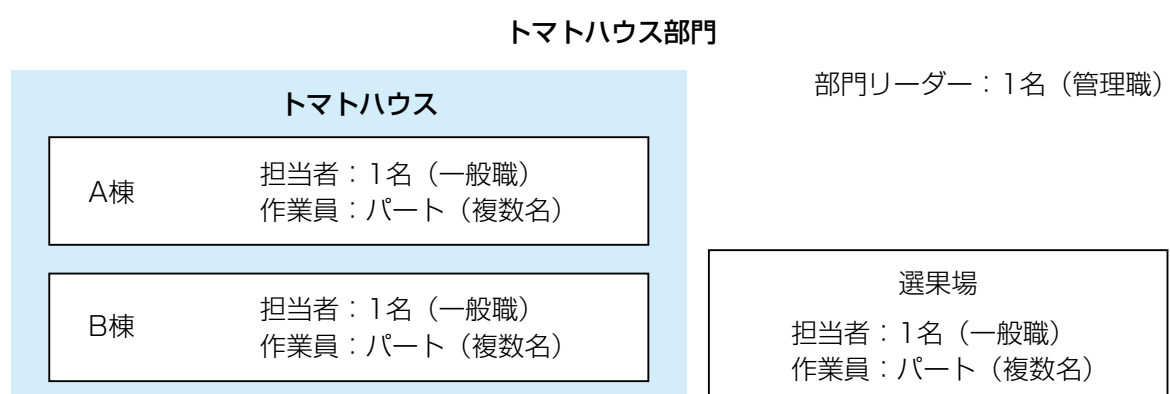 トマトハウス部門
部門リーダー：1名（管理職）
トマトハウス
A棟
担当者：1名（一般職）
作業員：パート（複数名）
B棟
担当者：1名（一般職）
作業員：パート（複数名）
選果場
担当者：1名（一般職）
作業員：パート（複数名）